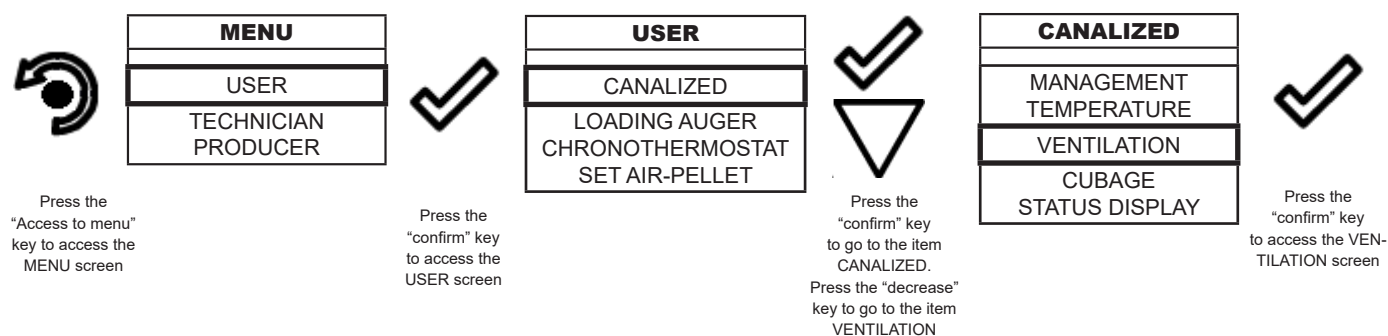 MENU
USER
TECHNICIAN
PRODUCER
Press the
“Access to menu”
key to access the
MENU screen
Press the
“confirm” key
to access the
USER screen
USER
CANALIZED
LOADING AUGER
CHRONOTHERMOSTAT
SET AIR-PELLET
Press the
“confirm” key
to go to the item
CANALIZED.
Press the “decrease”
key to go to the item
VENTILATION
CANALIZED
MANAGEMENT
TEMPERATURE
VENTILATION
CUBAGE
STATUS DISPLAY
Press the
“confirm” key
to access the VEN-
TILATION screen